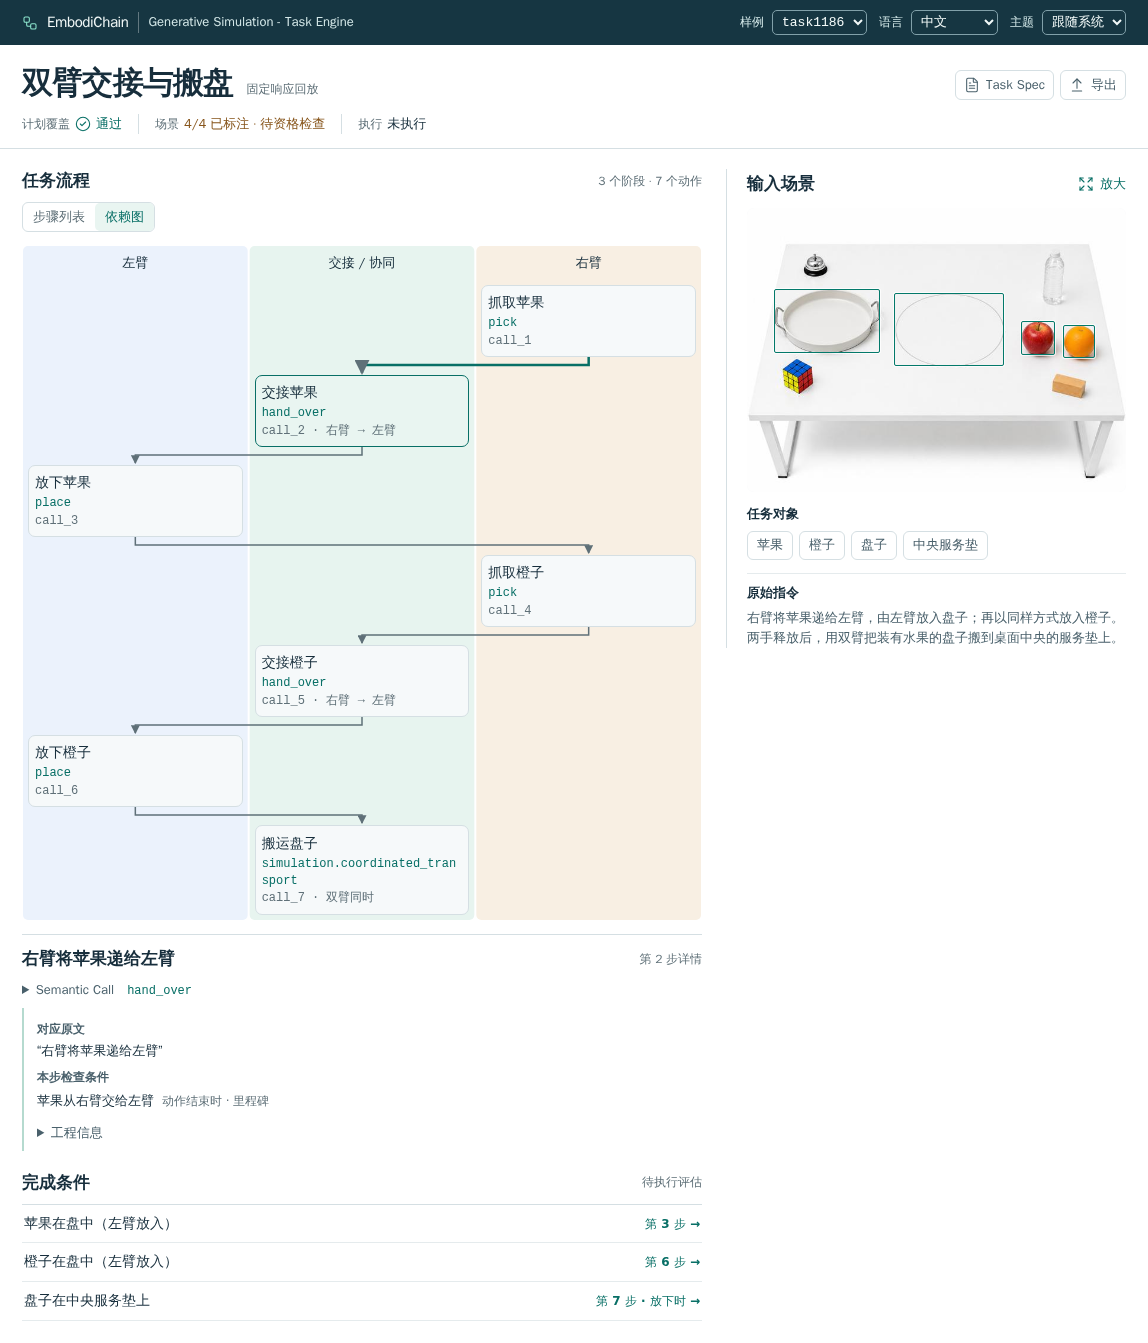 EmbodiChain
Generative Simulation - Task Engine
样例 task1186 语言 中文 主题 跟随系统
双臂交接与搬盘 固定响应回放
Task Spec 导出
计划覆盖 通过 场景 4/4 已标注 · 待资格检查 执行 未执行
任务流程 3 个阶段 · 7 个动作
步骤列表 依赖图
左臂 交接 / 协同 右臂
抓取苹果
pick
call_1
交接苹果
hand_over
call_2 · 右臂 → 左臂
放下苹果
place
call_3
抓取橙子
pick
call_4
交接橙子
hand_over
call_5 · 右臂 → 左臂
放下橙子
place
call_6
搬运盘子
simulation.coordinated_tran
sport
call_7 · 双臂同时
右臂将苹果递给左臂 第 2 步详情
Semantic Call hand_over
对应原文
“右臂将苹果递给左臂”
本步检查条件
苹果从右臂交给左臂 动作结束时 · 里程碑
工程信息
完成条件 待执行评估
苹果在盘中（左臂放入） 第 3 步 →
橙子在盘中（左臂放入） 第 6 步 →
盘子在中央服务垫上 第 7 步 · 放下时 →
输入场景 放大
任务对象
苹果 橙子 盘子 中央服务垫
原始指令
右臂将苹果递给左臂，由左臂放入盘子；再以同样方式放入橙子。
两手释放后，用双臂把装有水果的盘子搬到桌面中央的服务垫上。